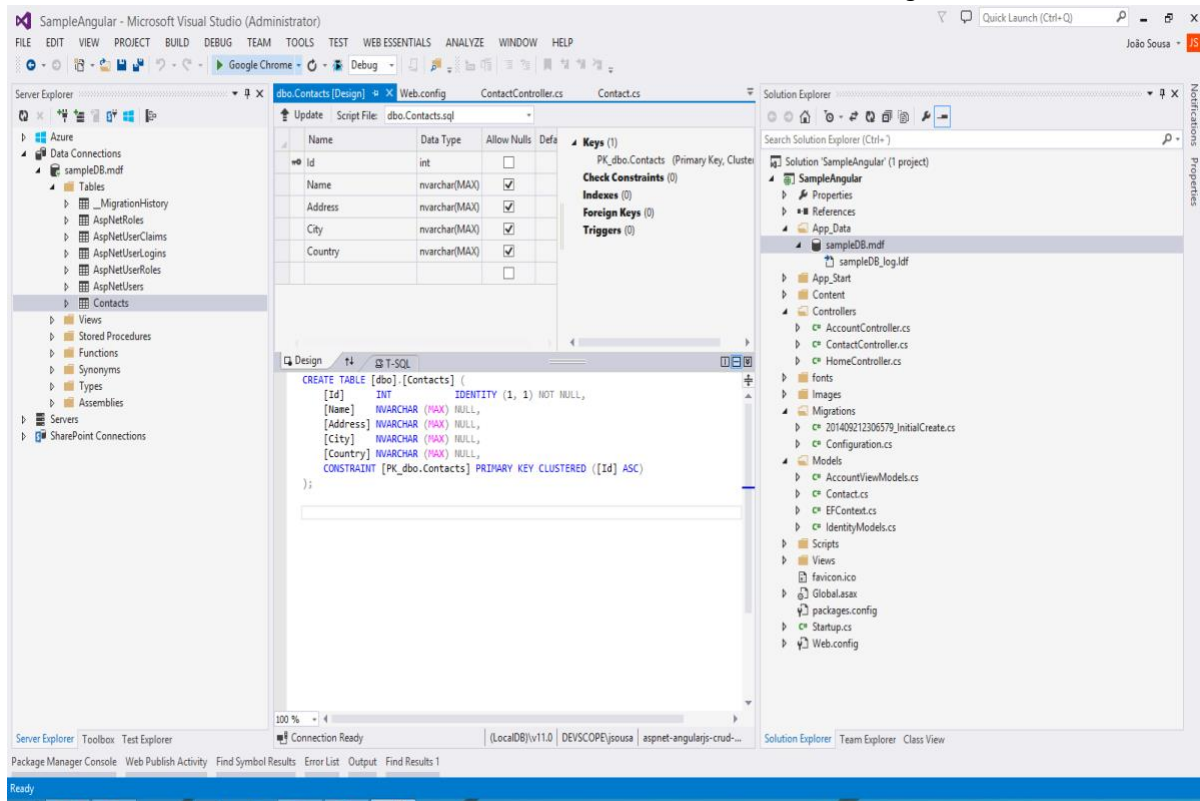 SampleAngular - Microsoft Visual Studio (Administrator)
Quick Launch (Ctrl+Q)
FILE EDIT VIEW PROJECT BUILD DEBUG TEAM TOOLS TEST WEB ESSENTIALS ANALYZE WINDOW HELP
João Sousa JS
Google Chrome Debug
Server Explorer
Azure
Data Connections
sampleDB.mdf
Tables
__MigrationHistory
AspNetRoles
AspNetUserClaims
AspNetUserLogins
AspNetUserRoles
AspNetUsers
Contacts
Views
Stored Procedures
Functions
Synonyms
Types
Assemblies
Servers
SharePoint Connections
Server Explorer Toolbox Test Explorer
dbo.Contacts [Design] Web.config ContactController.cs Contact.cs
Update Script File: dbo.Contacts.sql
Name Data Type Allow Nulls Defa
Id int
Name nvarchar(MAX)
Address nvarchar(MAX)
City nvarchar(MAX)
Country nvarchar(MAX)
Keys (1)
PK_dbo.Contacts (Primary Key, Cluster
Check Constraints (0)
Indexes (0)
Foreign Keys (0)
Triggers (0)
Design T-SQL
CREATE TABLE [dbo].[Contacts] (
[Id] INT IDENTITY (1, 1) NOT NULL,
[Name] NVARCHAR (MAX) NULL,
[Address] NVARCHAR (MAX) NULL,
[City] NVARCHAR (MAX) NULL,
[Country] NVARCHAR (MAX) NULL,
CONSTRAINT [PK_dbo.Contacts] PRIMARY KEY CLUSTERED ([Id] ASC)
);
100 %
Connection Ready (LocalDB)\v11.0 DEVSCOPE\jsousa aspnet-angularjs-crud-...
Solution Explorer
Search Solution Explorer (Ctrl+¨)
Solution 'SampleAngular' (1 project)
SampleAngular
Properties
References
App_Data
sampleDB.mdf
sampleDB_log.ldf
App_Start
Content
Controllers
AccountController.cs
ContactController.cs
HomeController.cs
fonts
Images
Migrations
201409212306579_InitialCreate.cs
Configuration.cs
Models
AccountViewModels.cs
Contact.cs
EFContext.cs
IdentityModels.cs
Scripts
Views
favicon.ico
Global.asax
packages.config
Startup.cs
Web.config
Solution Explorer Team Explorer Class View
Notifications
Properties
Package Manager Console Web Publish Activity Find Symbol Results Error List Output Find Results 1
Ready